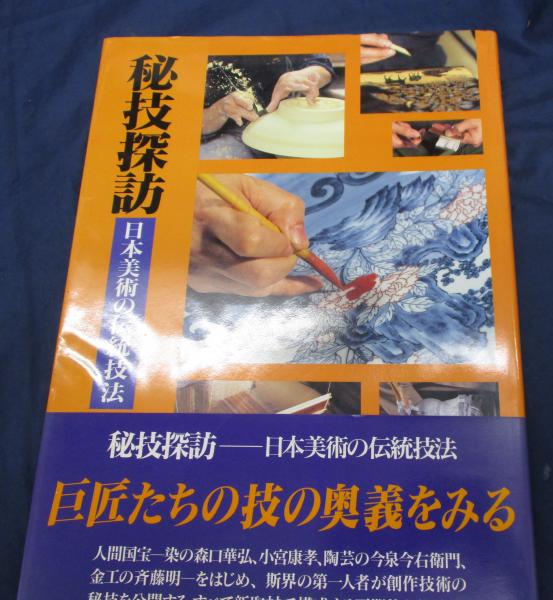 秘技探訪
日本美術の伝統技法
秘技探訪──日本美術の伝統技法
巨匠たちの技の奥義をみる
人間国宝─染の森口華弘、小宮康孝、陶芸の今泉今右衛門、
金工の斉藤明─をはじめ、斯界の第一人者が創作技術の